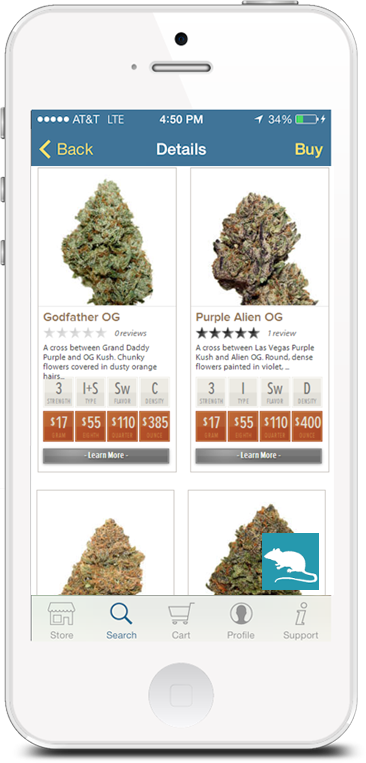 AT&T LTE 4:50 PM 34%
Back Details Buy
Godfather OG
0 reviews
A cross between Grand Daddy
Purple and OG Kush. Chunky
flowers covered in dusty orange
hairs...
3 I+S Sw C
STRENGTH TYPE FLAVOR DENSITY
$17 $55 $110 $385
GRAM EIGHTH QUARTER OUNCE
- Learn More -
Purple Alien OG
1 review
A cross between Las Vegas Purple
Kush and Alien OG. Round, dense
flowers painted in violet, ...
3 I Sw D
STRENGTH TYPE FLAVOR DENSITY
$17 $55 $110 $400
GRAM EIGHTH QUARTER OUNCE
- Learn More -
Store Search Cart Profile Support